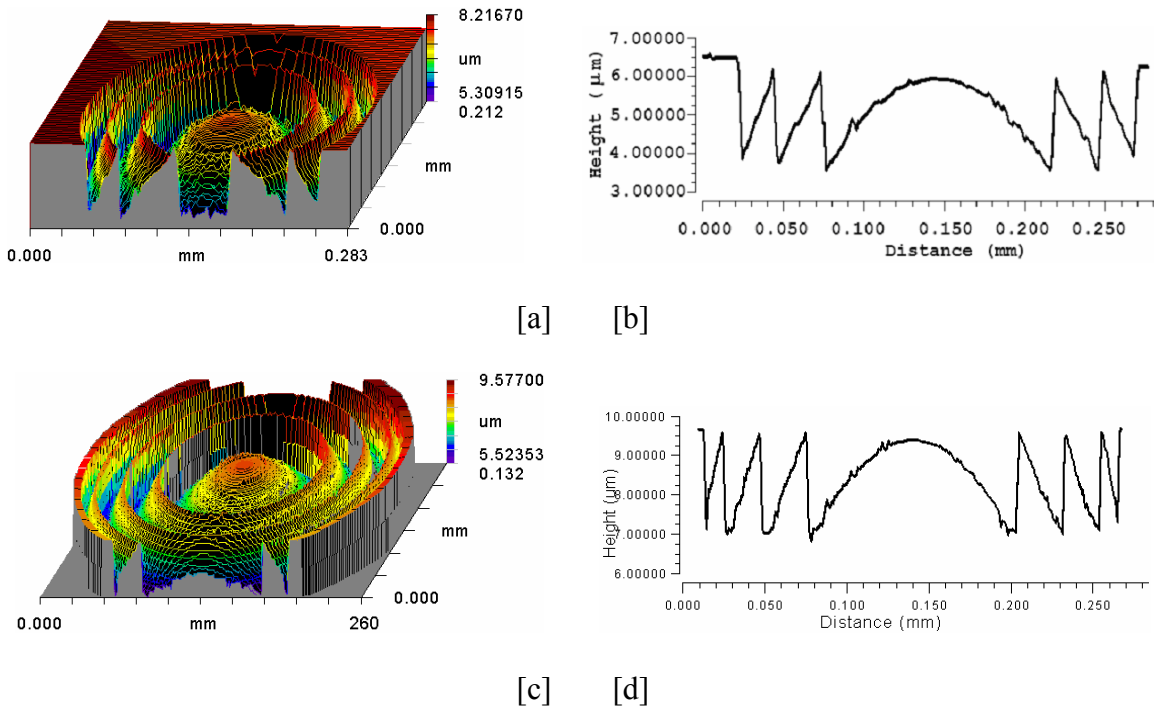 8.21670
um
5.30915
0.212
mm
0.000
0.000 mm 0.283
7.00000
6.00000
5.00000
4.00000
3.00000
Height (µm)
0.000 0.050 0.100 0.150 0.200 0.250
Distance (mm)
[a] [b]
9.57700
um
5.52353
0.132
mm
0.000
0.000 mm 260
10.00000
9.00000
8.00000
7.00000
6.00000
Height (µm)
0.000 0.050 0.100 0.150 0.200 0.250
Distance (mm)
[c] [d]